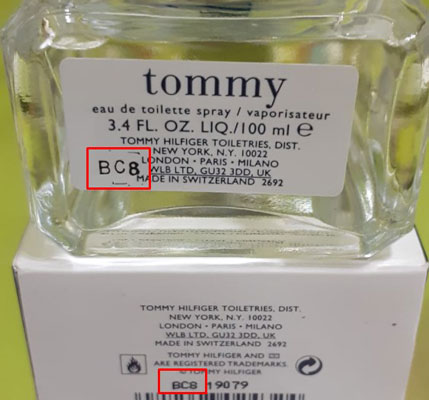 tommy
eau de toilette spray / vaporisateur
3.4 FL. OZ. LIQ./100 ml ℮
TOMMY HILFIGER TOILETRIES, DIST.
NEW YORK, N.Y. 10022
LONDON • PARIS • MILANO
WLB LTD, GU32 3DD, UK
MADE IN SWITZERLAND 2692
BC8
TOMMY HILFIGER TOILETRIES, DIST.
NEW YORK, N.Y. 10022
LONDON • PARIS • MILANO
WLB LTD, GU32 3DD, UK
MADE IN SWITZERLAND 2692
TOMMY HILFIGER AND
ARE REGISTERED TRADEMARKS
© TOMMY HILFIGER
BC8 19079